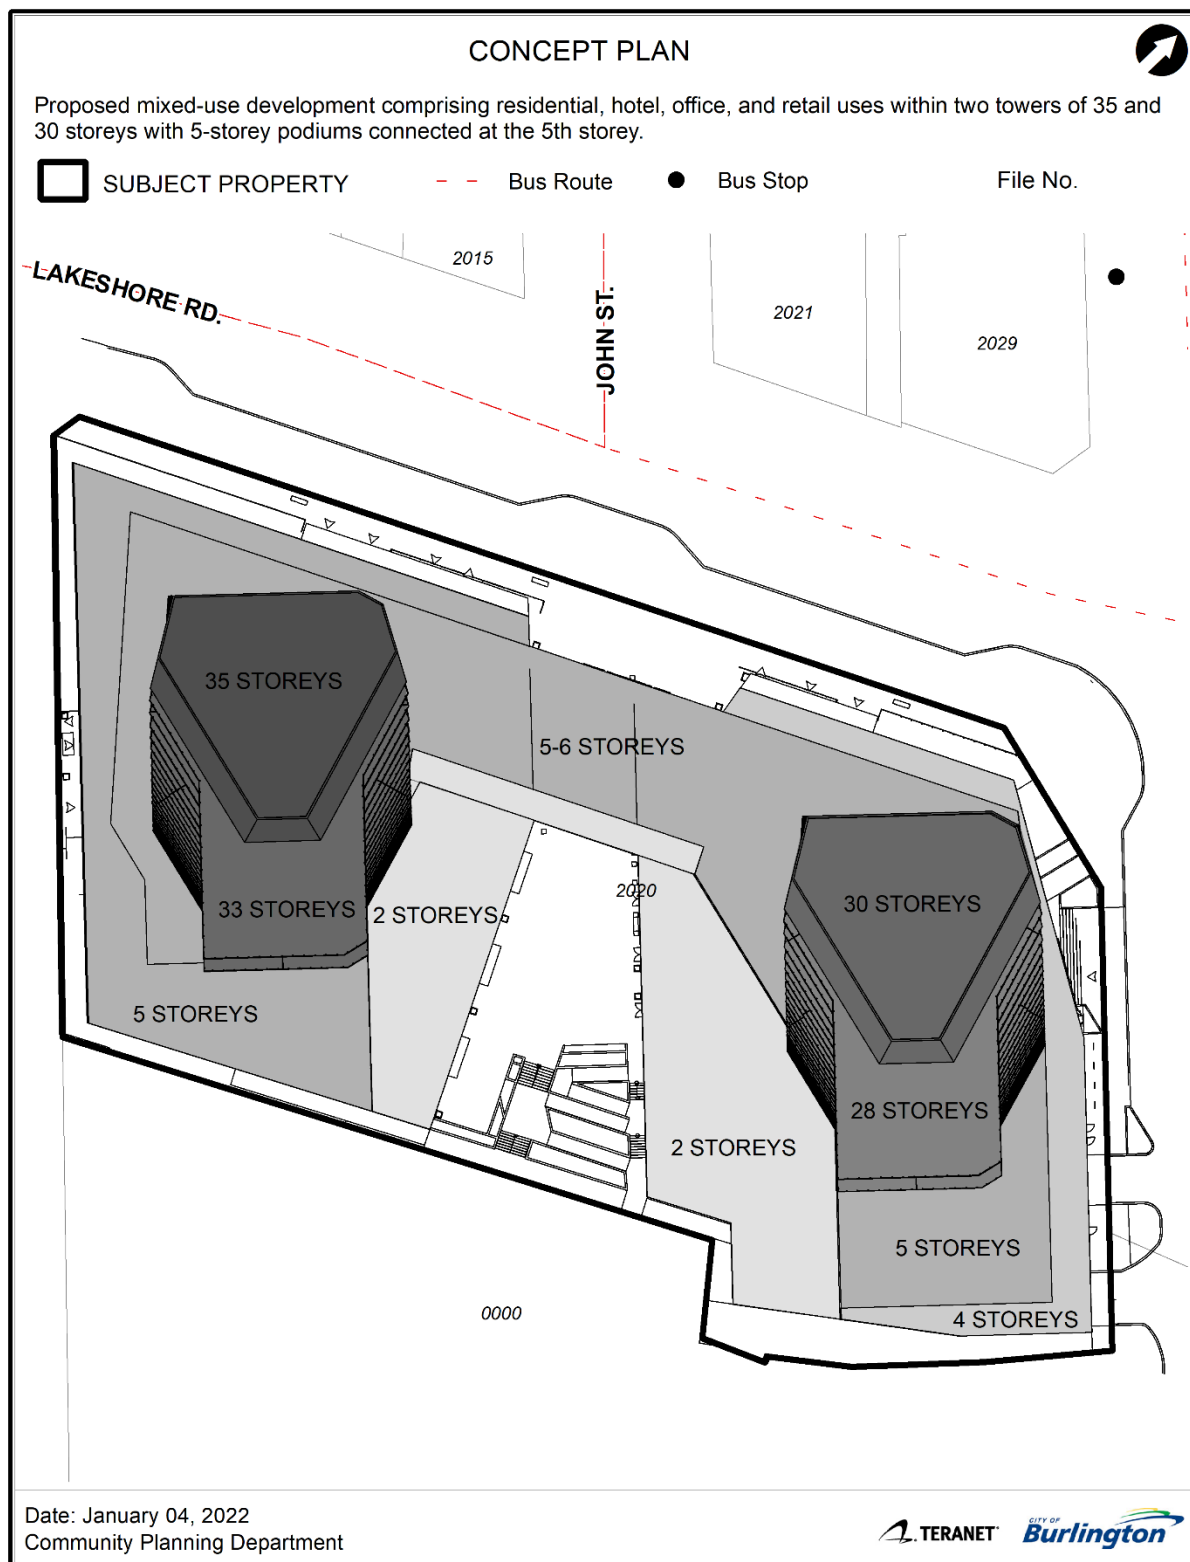 CONCEPT PLAN
Proposed mixed-use development comprising residential, hotel, office, and retail uses within two towers of 35 and
30 storeys with 5-storey podiums connected at the 5th storey.
SUBJECT PROPERTY
Bus Route
Bus Stop
File No.
LAKESHORE RD.
2015
JOHN ST.
2021
2029
35 STOREYS
5-6 STOREYS
33 STOREYS
2 STOREYS
2020
30 STOREYS
5 STOREYS
28 STOREYS
2 STOREYS
5 STOREYS
4 STOREYS
0000
Date: January 04, 2022
Community Planning Department
TERANET
CITY OF
Burlington